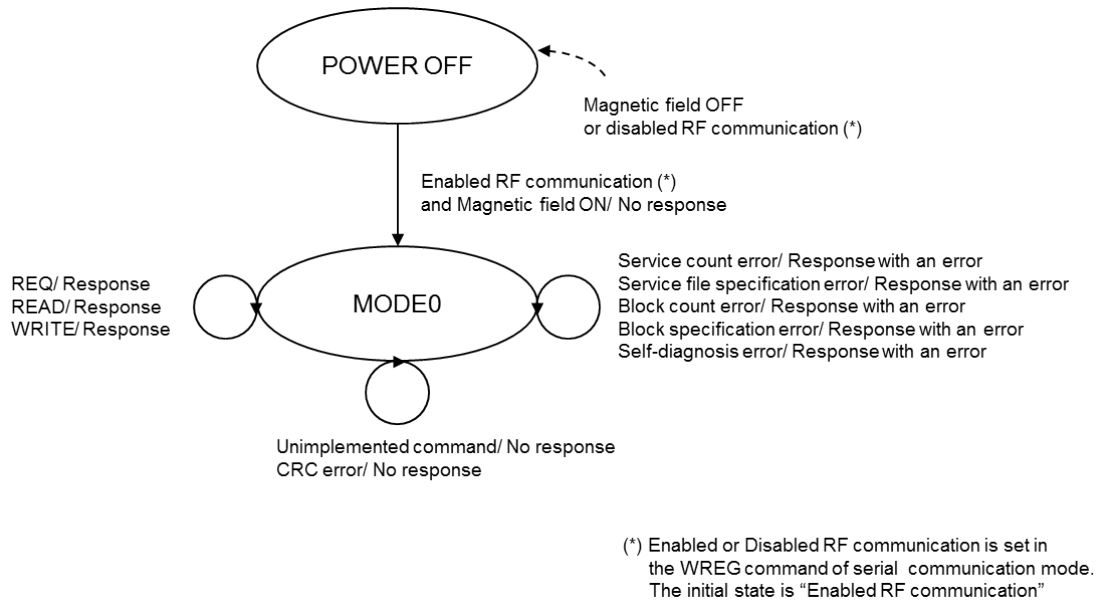 POWER OFF
Magnetic field OFF
or disabled RF communication (*)
Enabled RF communication (*)
and Magnetic field ON/ No response
REQ/ Response
READ/ Response
WRITE/ Response
MODE0
Service count error/ Response with an error
Service file specification error/ Response with an error
Block count error/ Response with an error
Block specification error/ Response with an error
Self-diagnosis error/ Response with an error
Unimplemented command/ No response
CRC error/ No response
(*) Enabled or Disabled RF communication is set in
the WREG command of serial communication mode.
The initial state is “Enabled RF communication”